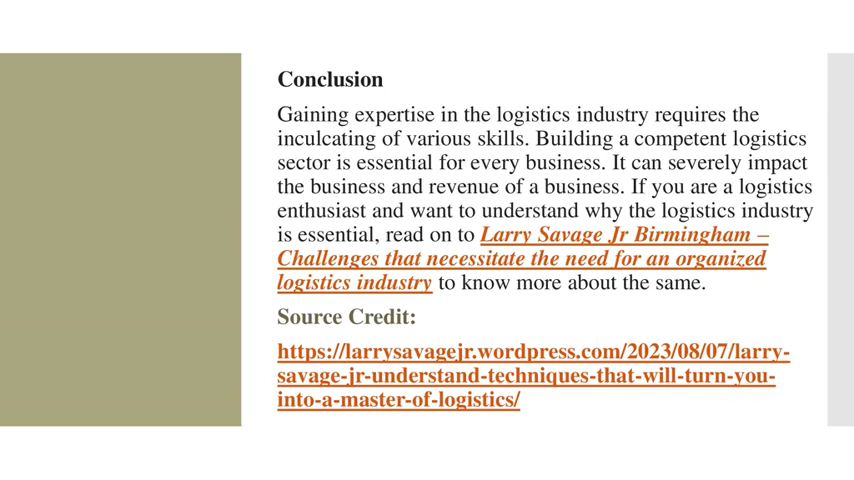 Conclusion
Gaining expertise in the logistics industry requires the
inculcating of various skills. Building a competent logistics
sector is essential for every business. It can severely impact
the business and revenue of a business. If you are a logistics
enthusiast and want to understand why the logistics industry
is essential, read on to Larry Savage Jr Birmingham –
Challenges that necessitate the need for an organized
logistics industry to know more about the same.
Source Credit:
https://larrysavagejr.wordpress.com/2023/08/07/larry-
savage-jr-understand-techniques-that-will-turn-you-
into-a-master-of-logistics/